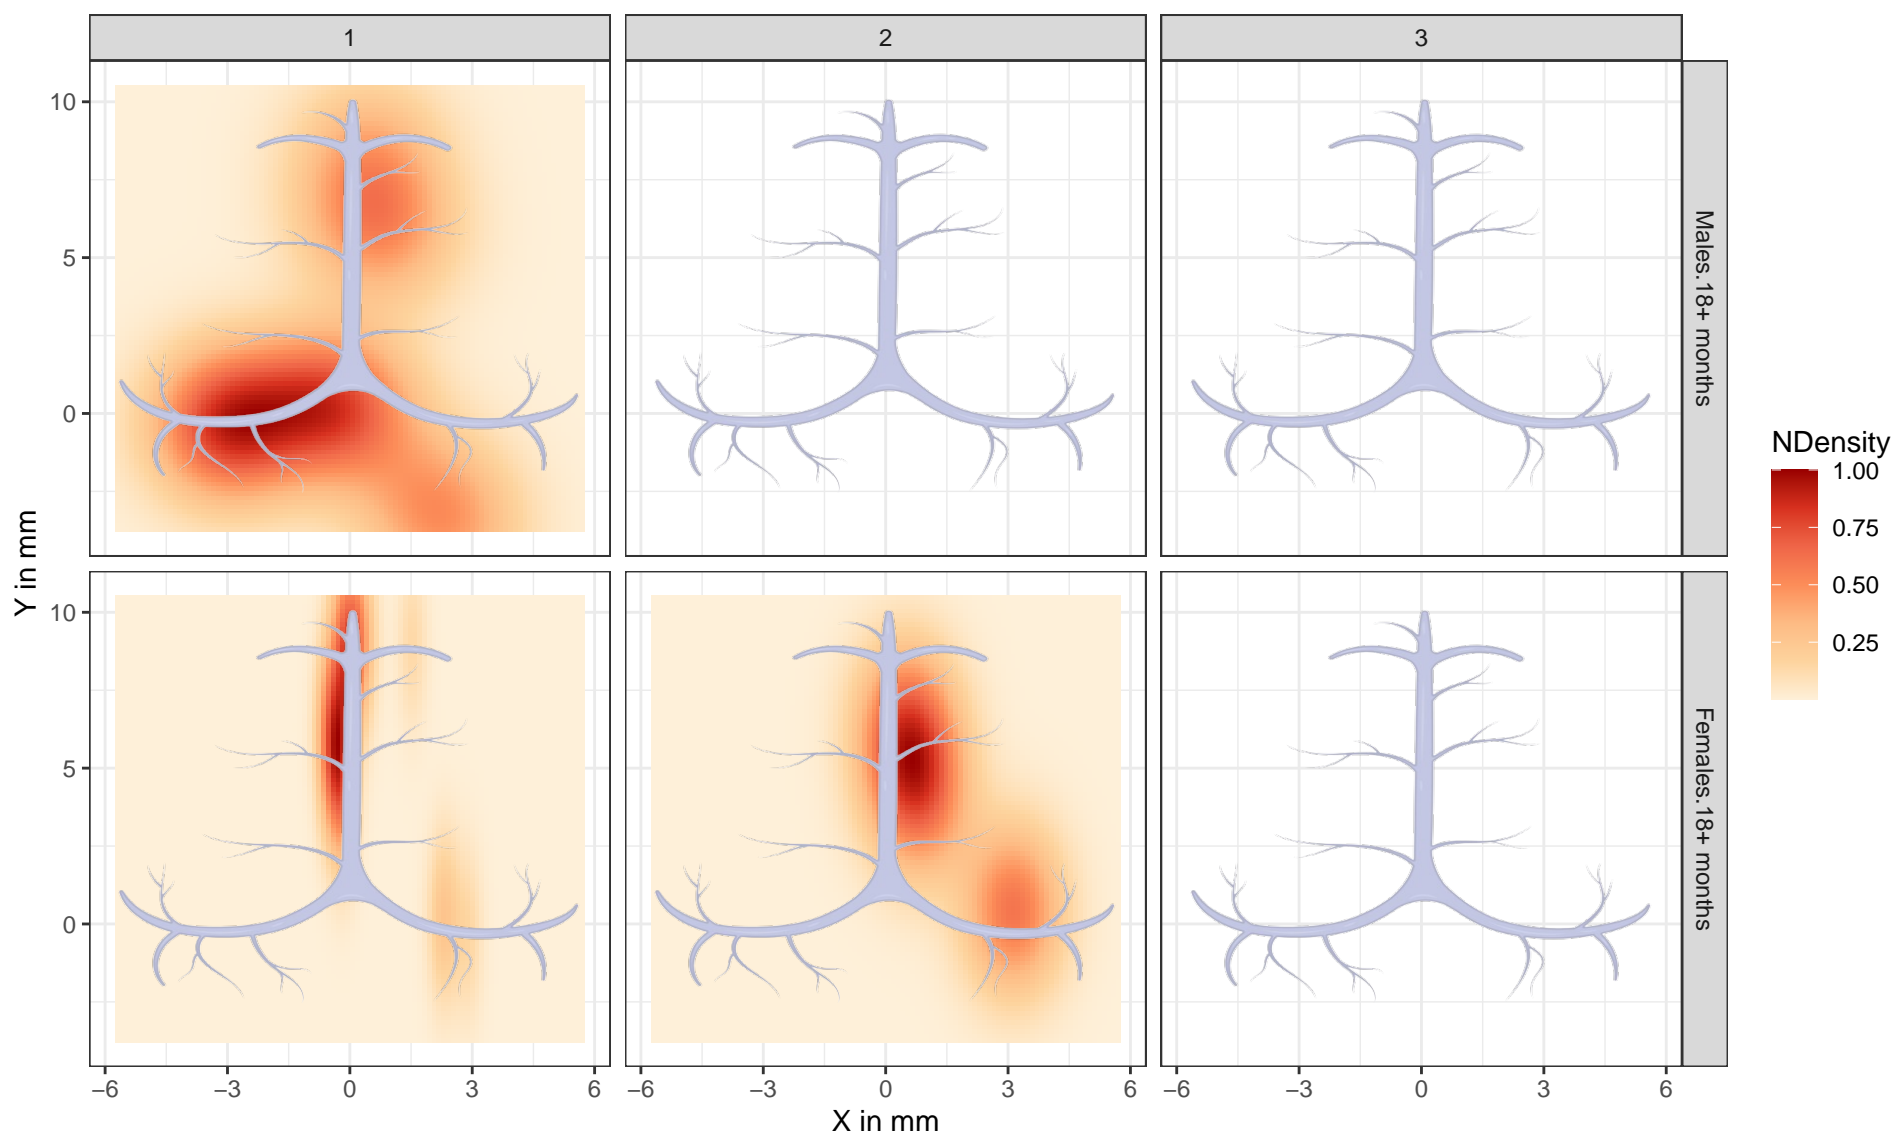 1 2 3
10
5
0
Males.18+ months
10
5
0
Females.18+ months
Y in mm
−6 −3 0 3 6 −6 −3 0 3 6 −6 −3 0 3 6
X in mm
NDensity
1.00
0.75
0.50
0.25